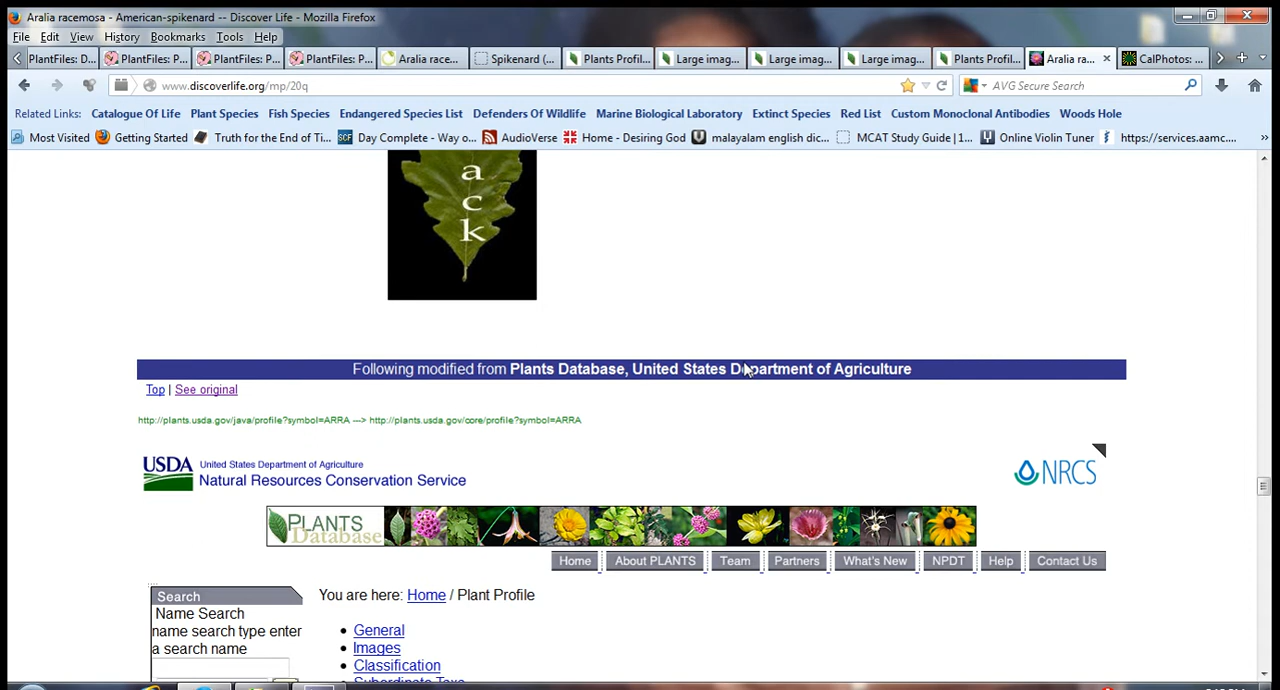 Aralia racemosa - American-spikenard -- Discover Life - Mozilla Firefox
File Edit View History Bookmarks Tools Help
PlantFiles: D... PlantFiles: P... PlantFiles: P... PlantFiles: P... Aralia race... Spikenard (... Plants Profil... Large imag... Large imag... Large imag... Plants Profil... Aralia ra... × CalPhotos: ...
www.discoverlife.org/mp/20q AVG Secure Search
Related Links: Catalogue Of Life Plant Species Fish Species Endangered Species List Defenders Of Wildlife Marine Biological Laboratory Extinct Species Red List Custom Monoclonal Antibodies Woods Hole
Most Visited Getting Started Truth for the End of Ti... SCF Day Complete - Way o... AudioVerse Home - Desiring God malayalam english dic... MCAT Study Guide | 1... Online Violin Tuner https://services.aamc.... »
a
c
k
Following modified from Plants Database, United States Department of Agriculture
Top | See original
http://plants.usda.gov/java/profile?symbol=ARRA ---> http://plants.usda.gov/core/profile?symbol=ARRA
USDA United States Department of Agriculture
Natural Resources Conservation Service
NRCS
PLANTS
Database
Home About PLANTS Team Partners What's New NPDT Help Contact Us
Search
You are here: Home / Plant Profile
Name Search
name search type enter
a search name
• General
• Images
• Classification